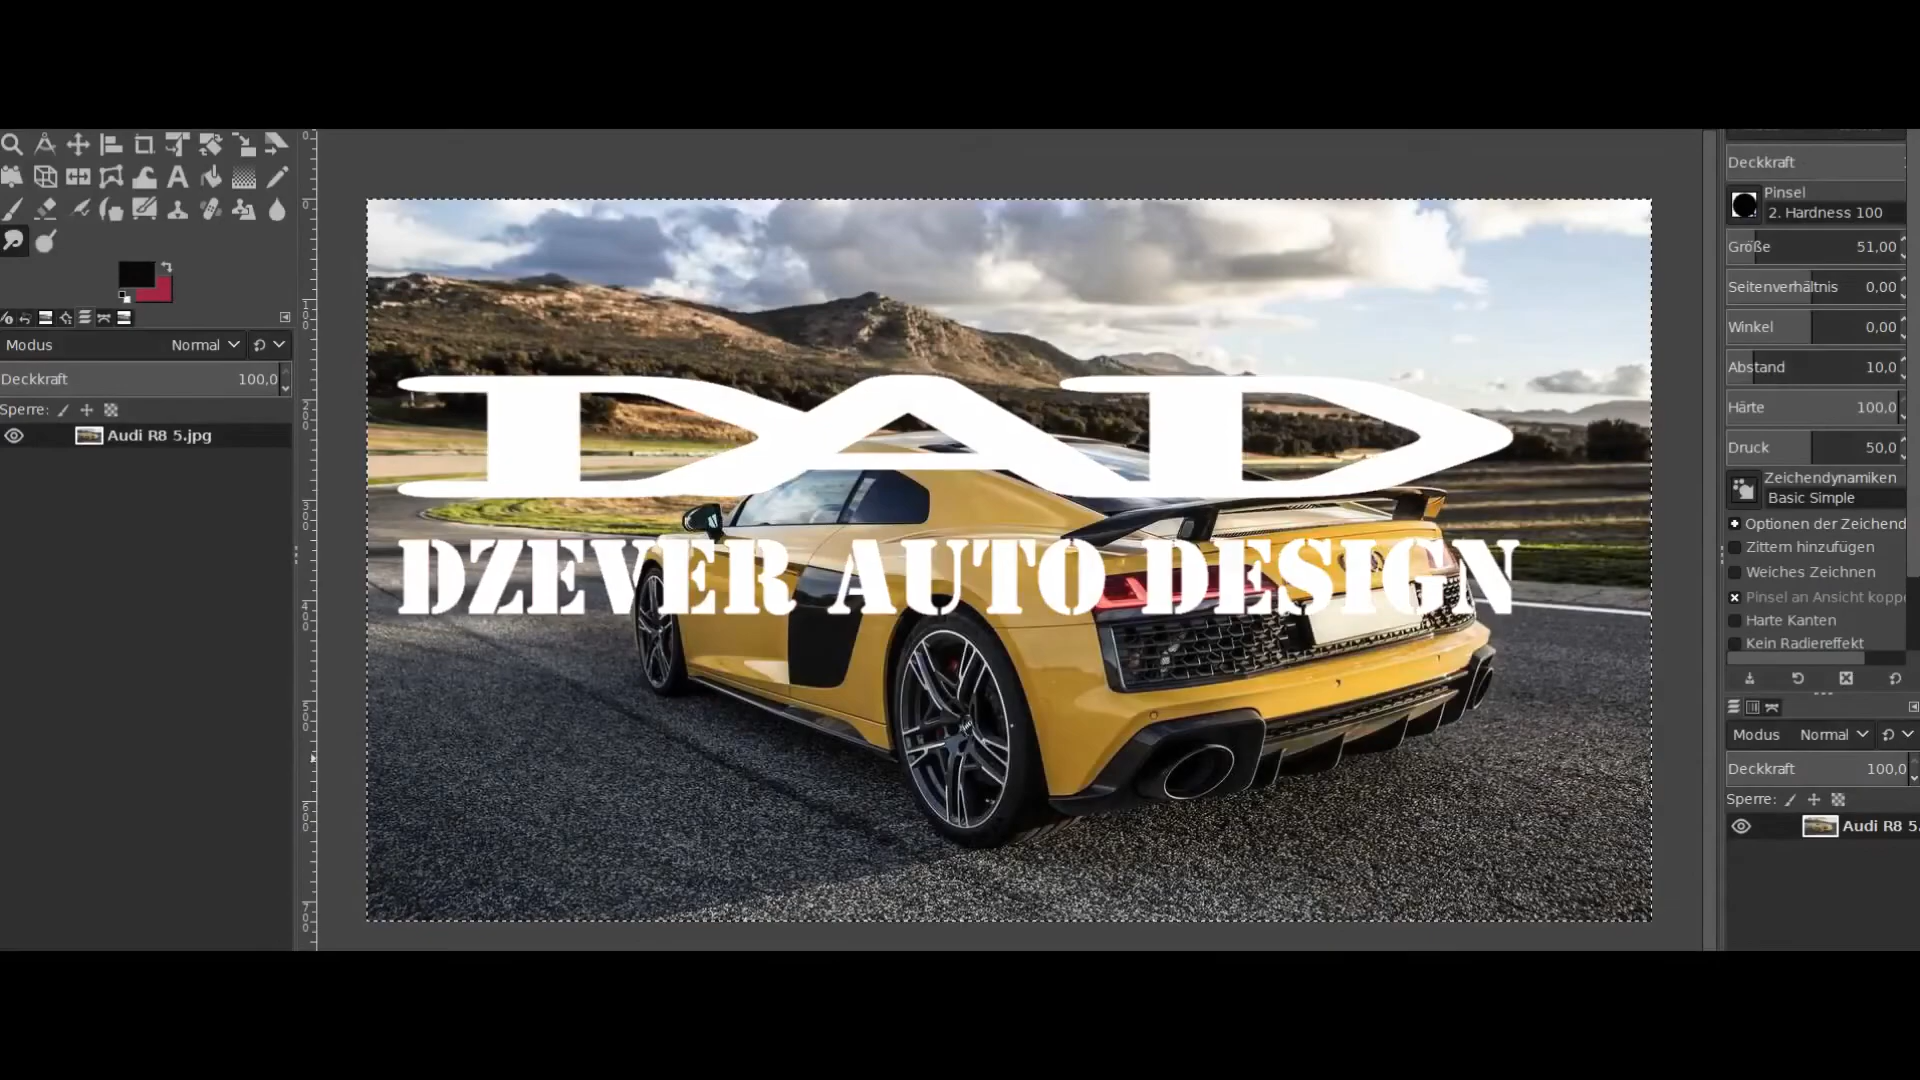 Modus Normal
Deckkraft 100,0
Sperre:
Audi R8 5.jpg
DAD
DZEVER AUTO DESIGN
Deckkraft
Pinsel
2. Hardness 100
Größe 51,00
Seitenverhältnis 0,00
Winkel 0,00
Abstand 10,0
Härte 100,0
Druck 50,0
Zeichendynamiken
Basic Simple
Optionen der Zeichend
Zittern hinzufügen
Weiches Zeichnen
Pinsel an Ansicht kopp
Harte Kanten
Kein Radiereffekt
Modus Normal
Deckkraft 100,0
Sperre:
Audi R8 5.